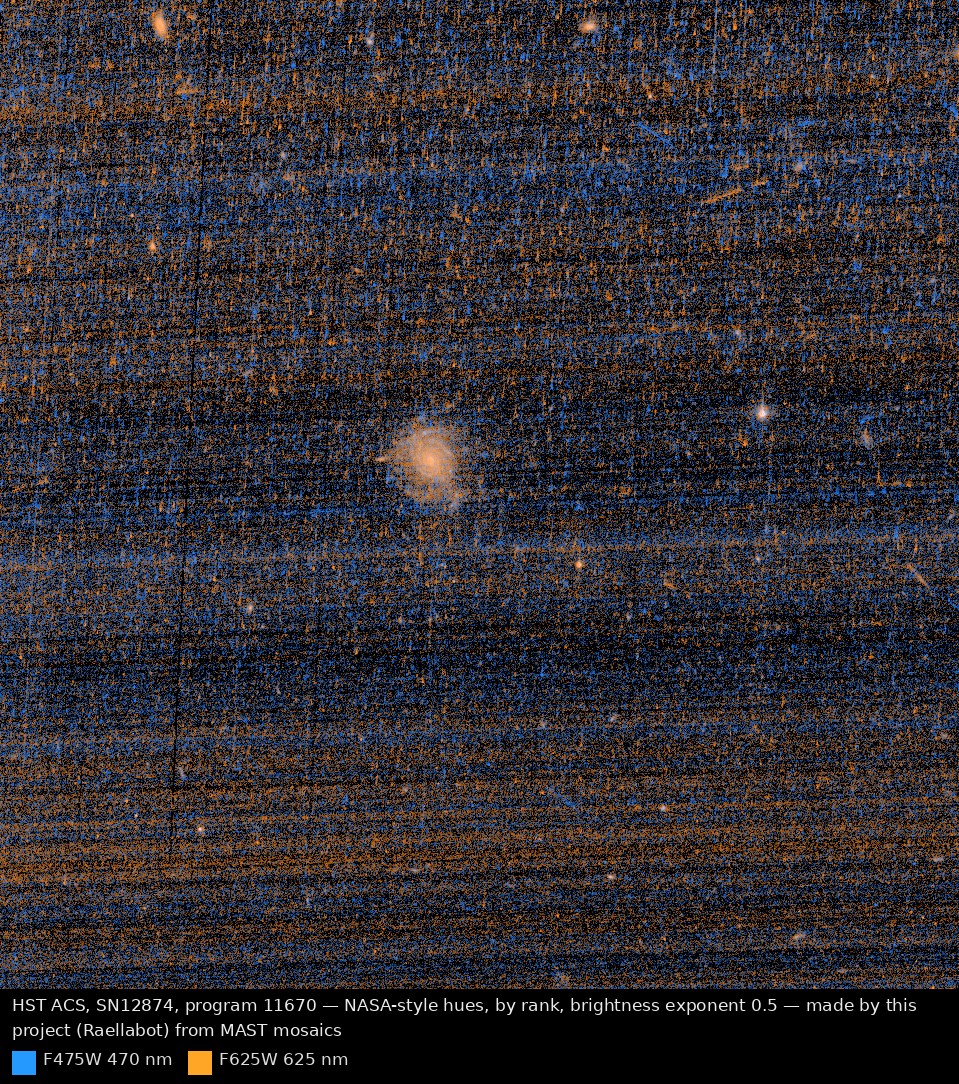 HST ACS, SN12874, program 11670 — NASA-style hues, by rank, brightness exponent 0.5 — made by this
project (Raellabot) from MAST mosaics
F475W 470 nm F625W 625 nm